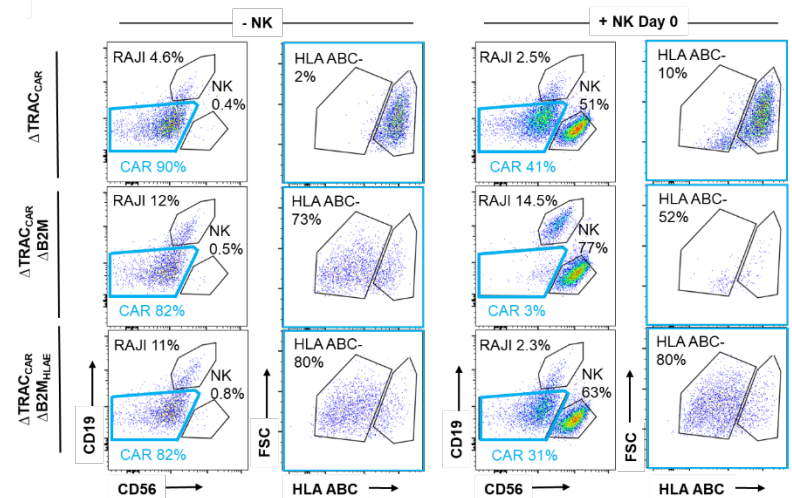 - NK
+ NK Day 0
ΔTRACCAR
RAJI 4.6%
NK
0.4%
CAR 90%
HLA ABC-
2%
RAJI 2.5%
NK
51%
CAR 41%
HLA ABC-
10%
ΔTRACCAR
ΔB2M
RAJI 12%
NK
0.5%
CAR 82%
HLA ABC-
73%
RAJI 14.5%
NK
77%
CAR 3%
HLA ABC-
52%
ΔTRACCAR
ΔB2MHLAE
RAJI 11%
NK
0.8%
CAR 82%
HLA ABC-
80%
RAJI 2.3%
NK
63%
CAR 31%
HLA ABC-
80%
CD19
FSC
CD19
FSC
CD56
HLA ABC
CD56
HLA ABC